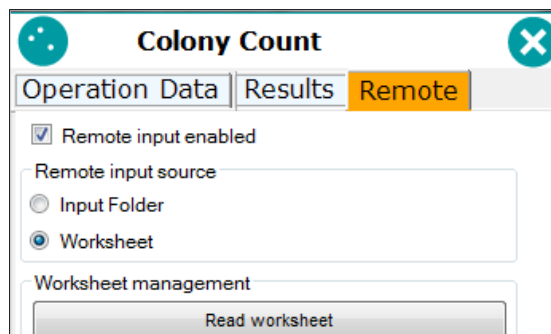 Colony Count
Operation Data Results Remote
Remote input enabled
Remote input source
Input Folder
Worksheet
Worksheet management
Read worksheet